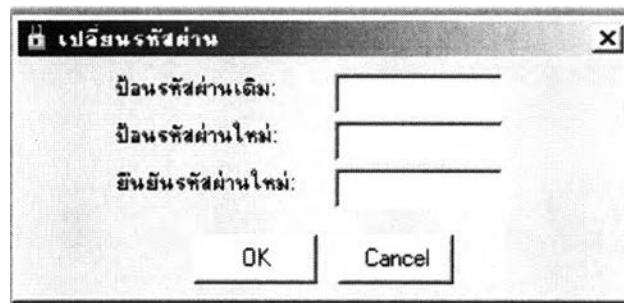 เปลี่ยนรหัสผ่าน
ป้อนรหัสผ่านเดิม:
ป้อนรหัสผ่านใหม่:
ยืนยันรหัสผ่านใหม่:
OK Cancel